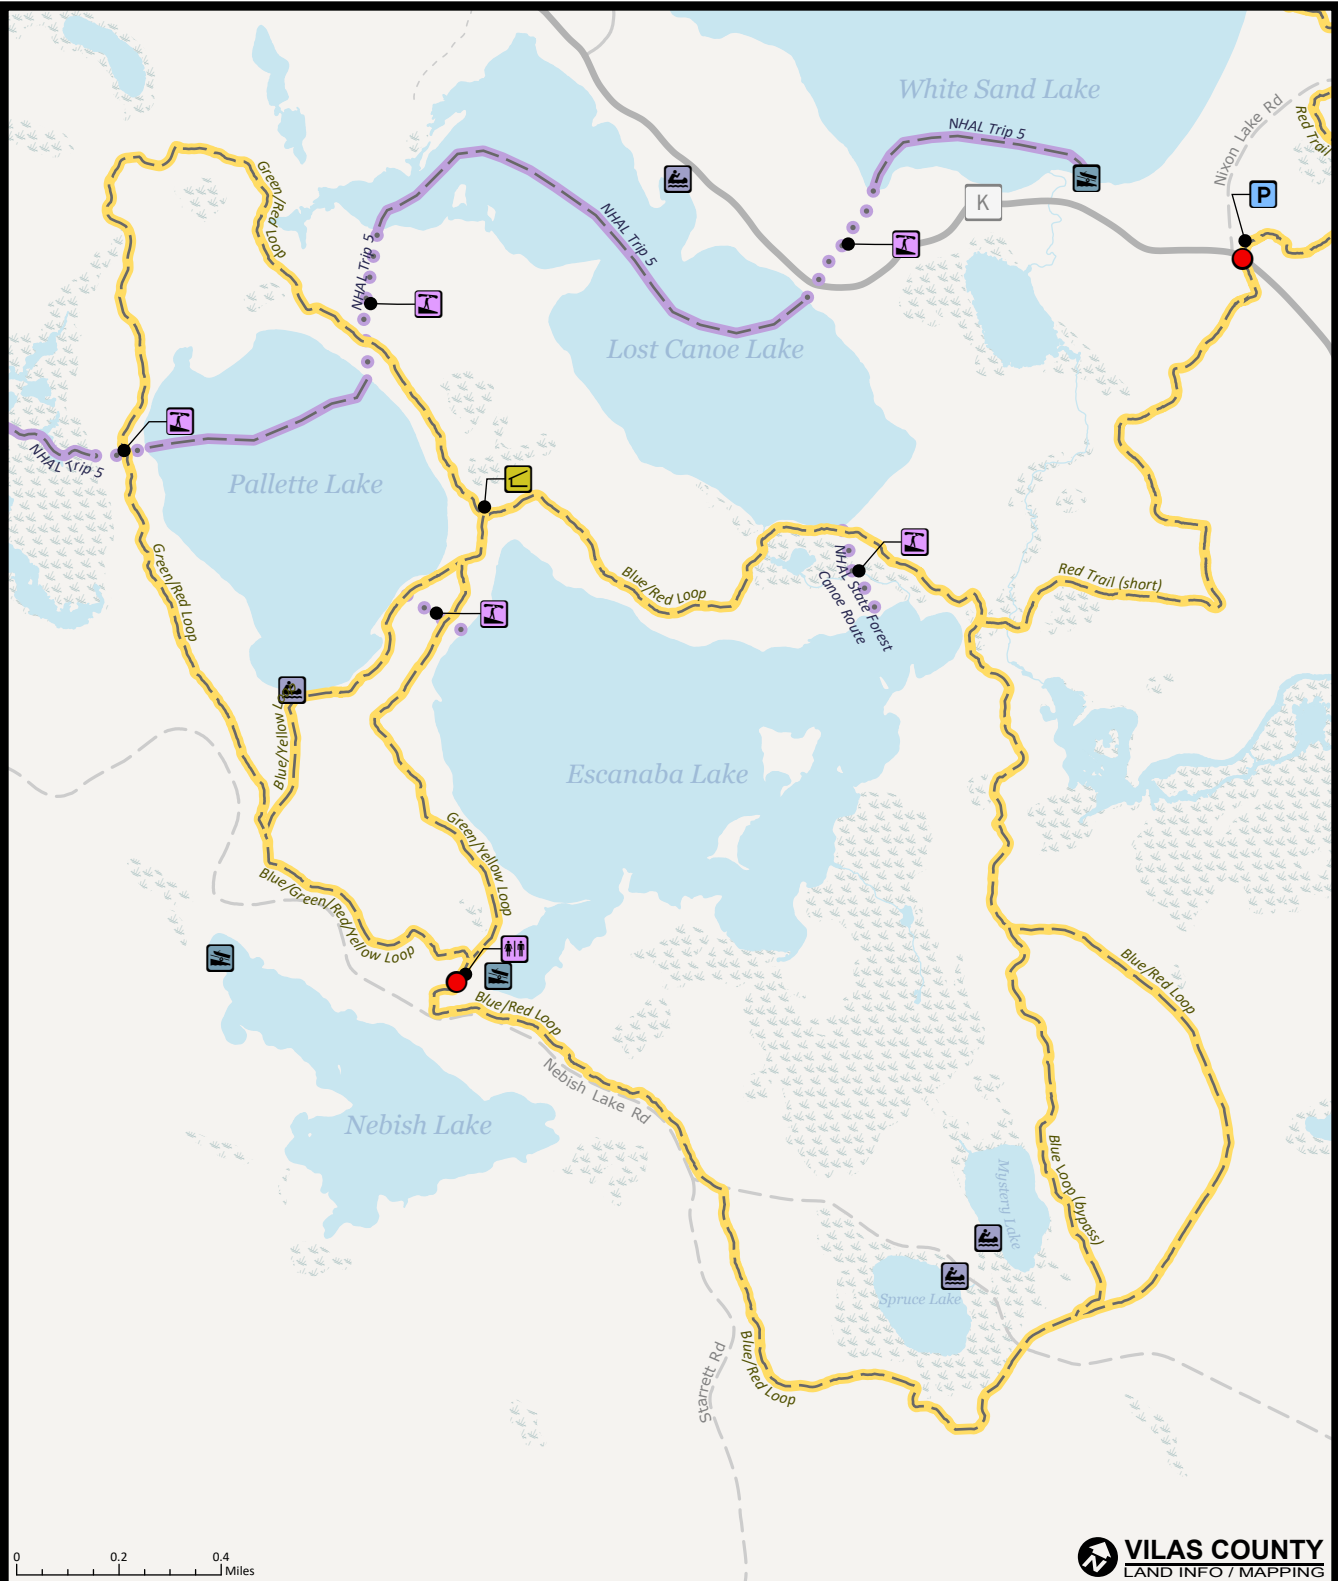 White Sand Lake
NHAL Trip 5
Nixon Lake Rd
Red Trail
P
K
Green/Red Loop
NHAL Trip 5
NHAL Trip 5
Lost Canoe Lake
NHAL Trip 5
Pallette Lake
Green/Red Loop
Blue/Red Loop
NHAL State Forest
Canoe Route
Red Trail (short)
Blue/Yellow
Escanaba Lake
Green/Yellow Loop
Blue/Green/Red/Yellow Loop
Blue/Red Loop
Blue/Red Loop
Nebish Lake Rd
Nebish Lake
Mystery Lake
Blue Loop (bypass)
Spruce Lake
Starrett Rd
Blue/Red Loop
0 0.2 0.4
Miles
VILAS COUNTY
LAND INFO / MAPPING